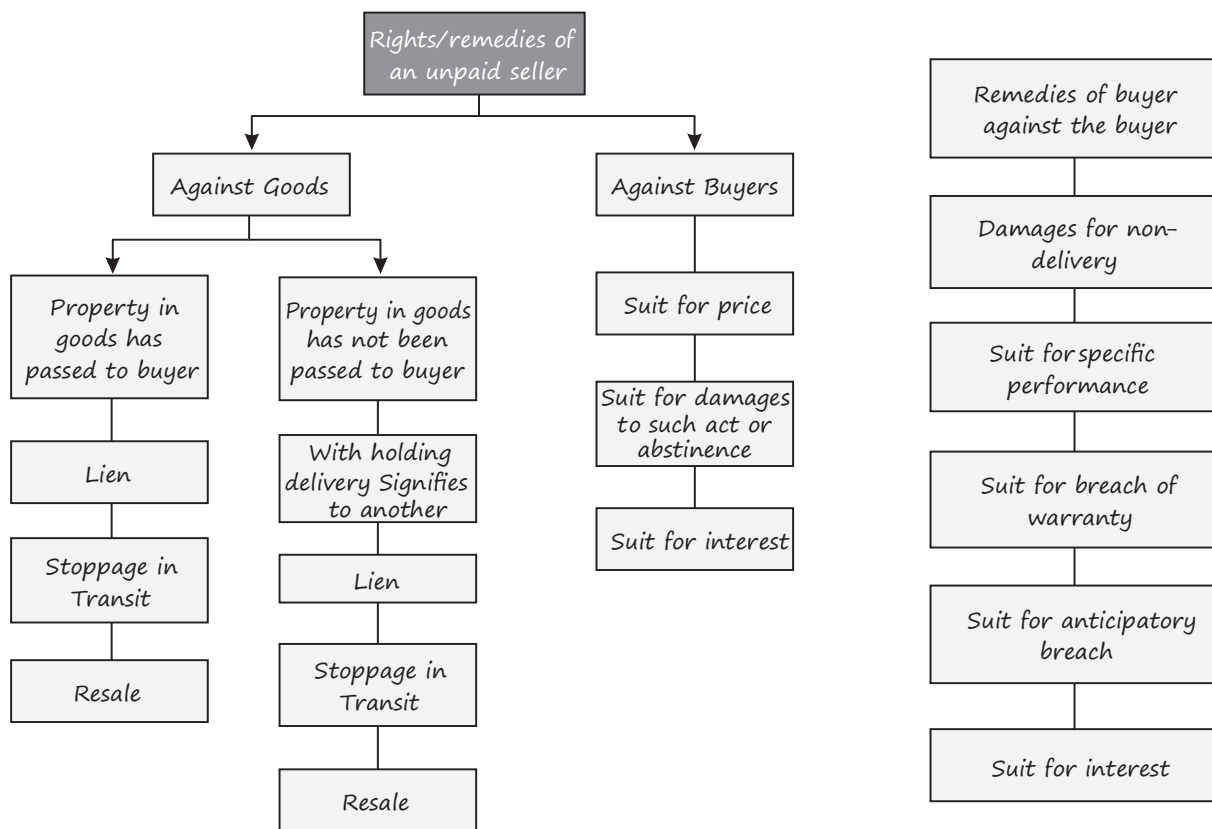 Rights/remedies of
an unpaid seller
Against Goods
Against Buyers
Property in
goods has
passed to buyer
Lien
Stoppage in
Transit
Resale
Property in goods
has not been
passed to buyer
With holding
delivery Signifies
to another
Lien
Stoppage in
Transit
Resale
Suit for price
Suit for damages
to such act or
abstinence
Suit for interest
Remedies of buyer
against the buyer
Damages for non-
delivery
Suit for specific
performance
Suit for breach of
warranty
Suit for anticipatory
breach
Suit for interest